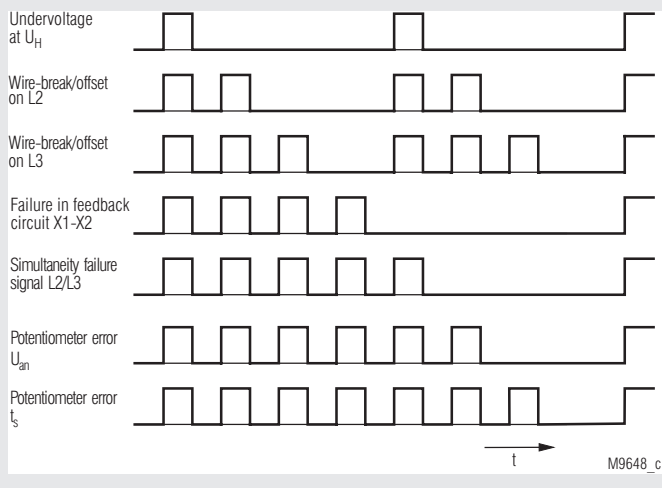 Undervoltage
at UH
Wire-break/offset
on L2
Wire-break/offset
on L3
Failure in feedback
circuit X1-X2
Simultaneity failure
signal L2/L3
Potentiometer error
Uan
Potentiometer error
ts
t
M9648_c